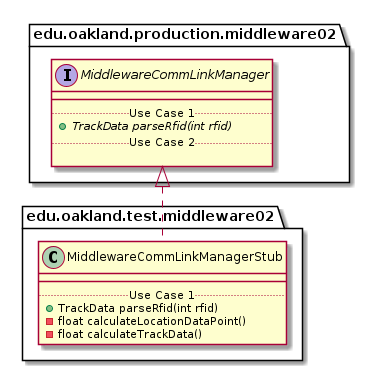 edu.oakland.production.middleware02
I MiddlewareCommLinkManager
Use Case 1
TrackData parseRfid(int rfid)
Use Case 2
edu.oakland.test.middleware02
C MiddlewareCommLinkManagerStub
Use Case 1
TrackData parseRfid(int rfid)
float calculateLocationDataPoint()
float calculateTrackData()